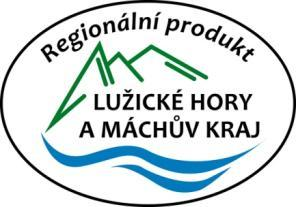 Regionální produkt
LUŽICKÉ HORY
A MÁCHŮV KRAJ